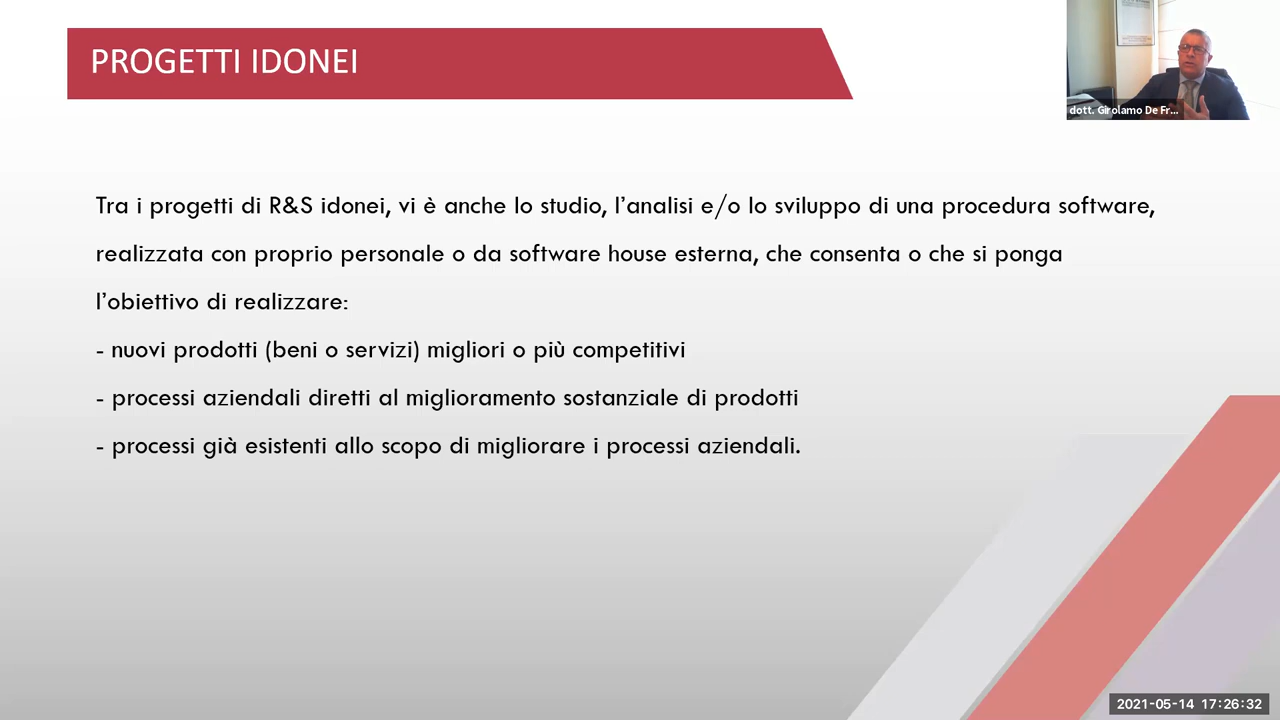 PROGETTI IDONEI
dott. Girolamo De Fr...
Tra i progetti di R&S idonei, vi è anche lo studio, l’analisi e/o lo sviluppo di una procedura software,
realizzata con proprio personale o da software house esterna, che consenta o che si ponga
l’obiettivo di realizzare:
- nuovi prodotti (beni o servizi) migliori o più competitivi
- processi aziendali diretti al miglioramento sostanziale di prodotti
- processi già esistenti allo scopo di migliorare i processi aziendali.
2021-05-14 17:26:32